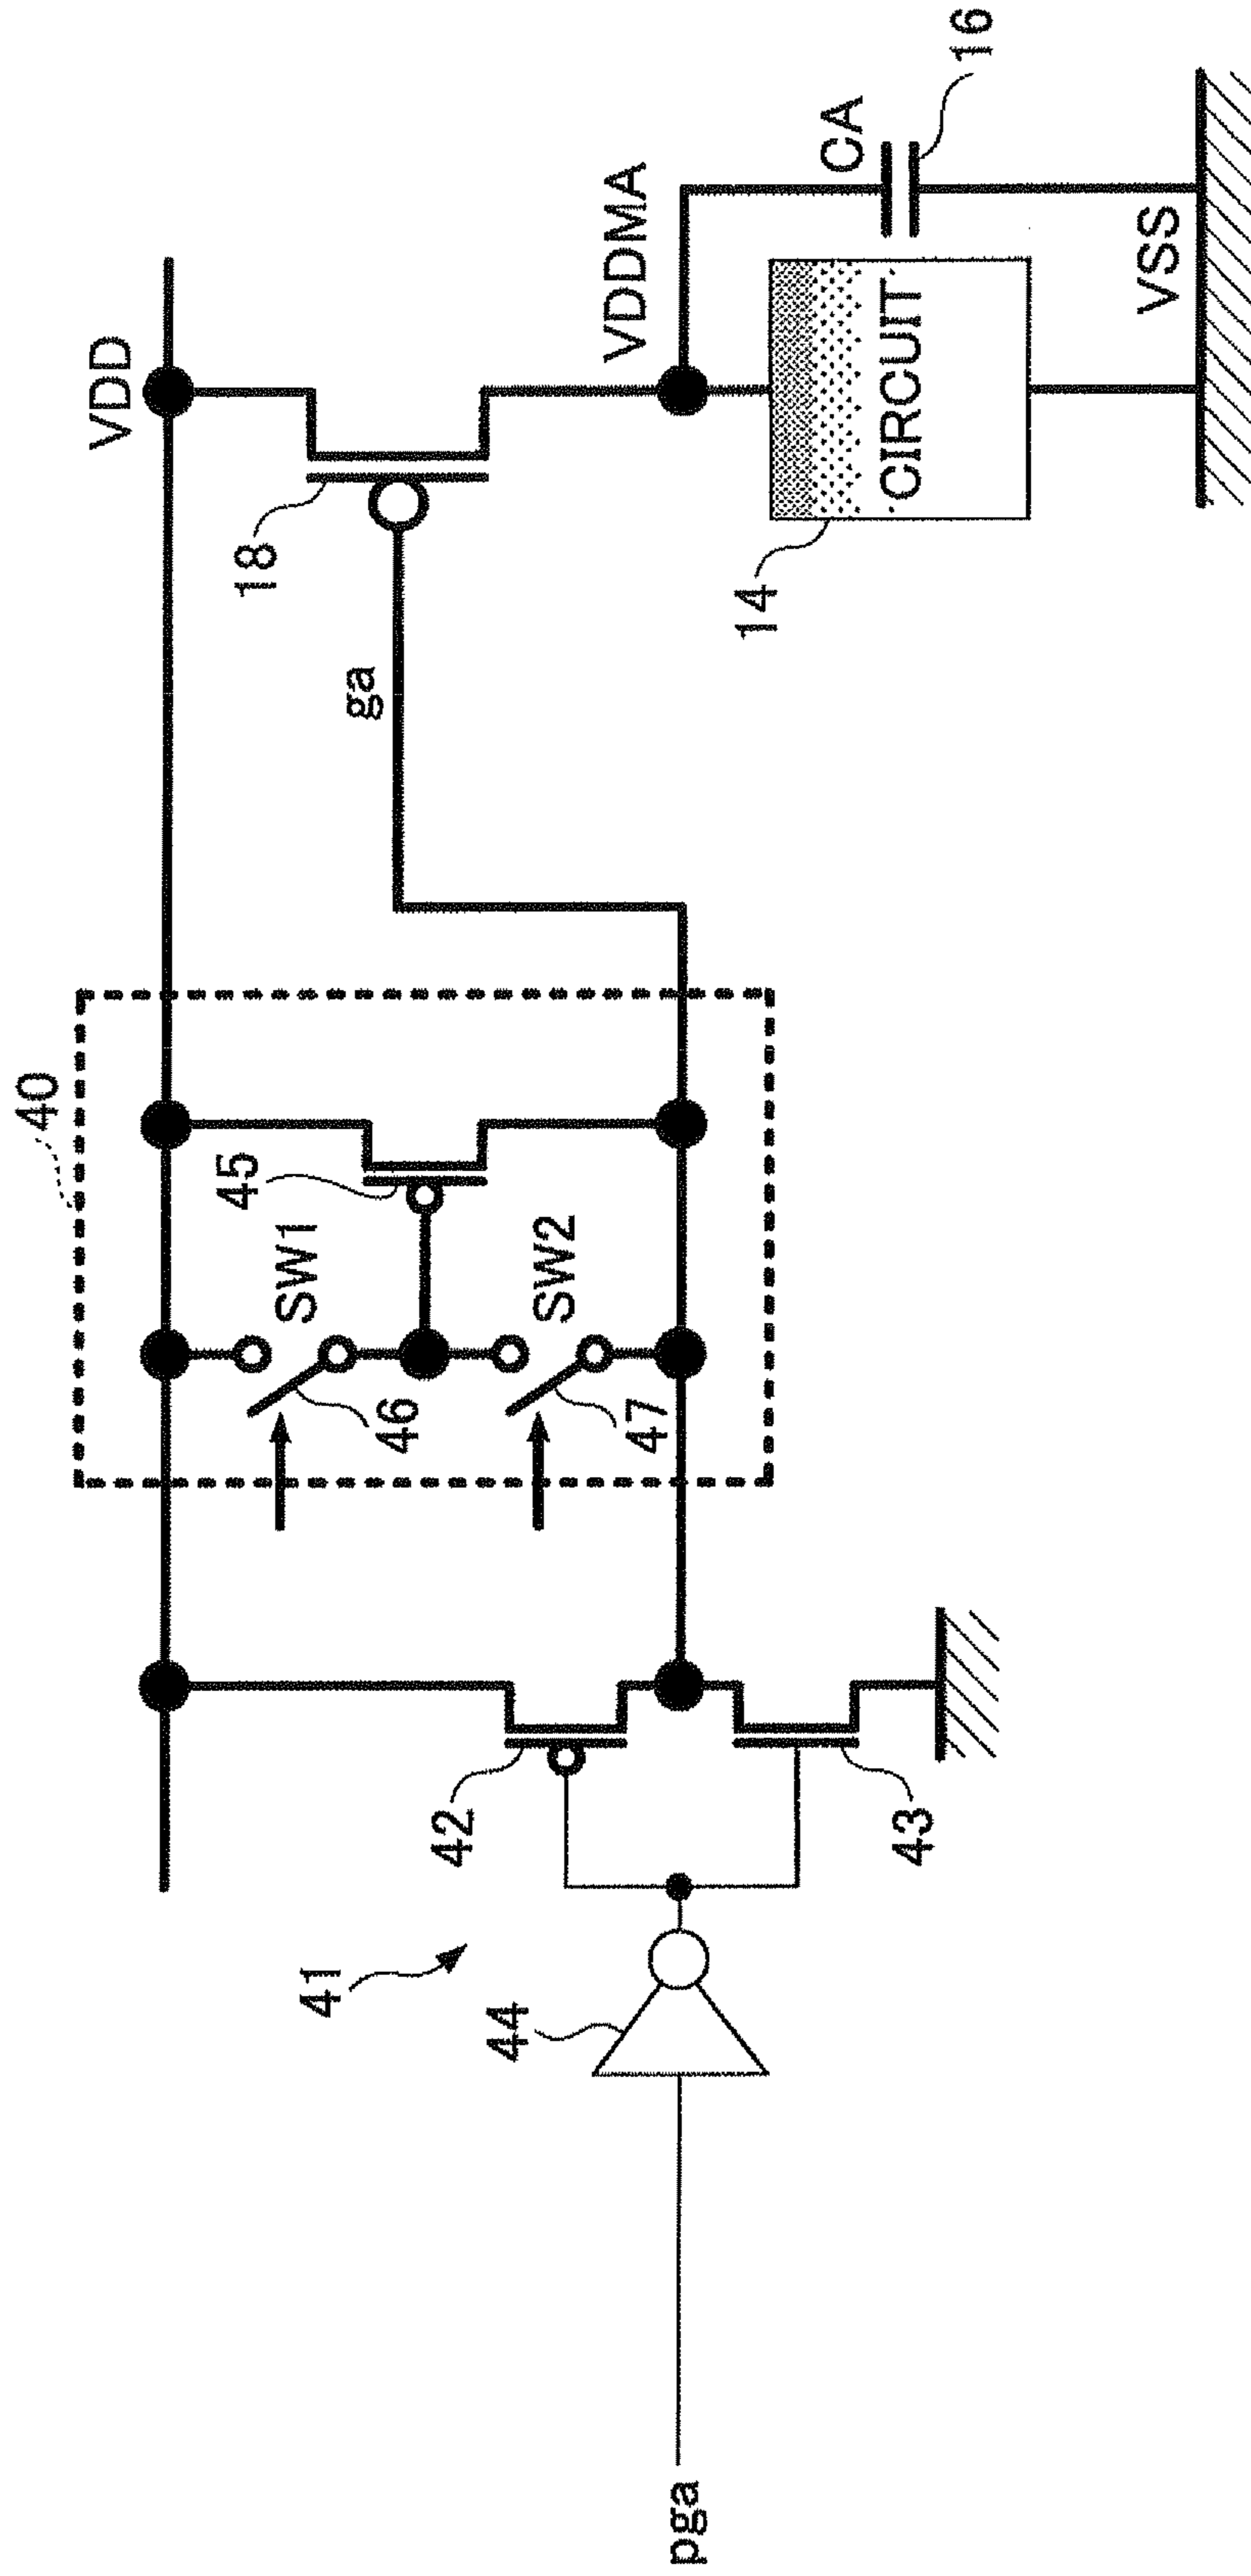 40
VDD
45
SW1
18
46
ga
41
SW2
42
47
44
VDDMA
pga
14
CA
CIRCUIT
43
16
VSS